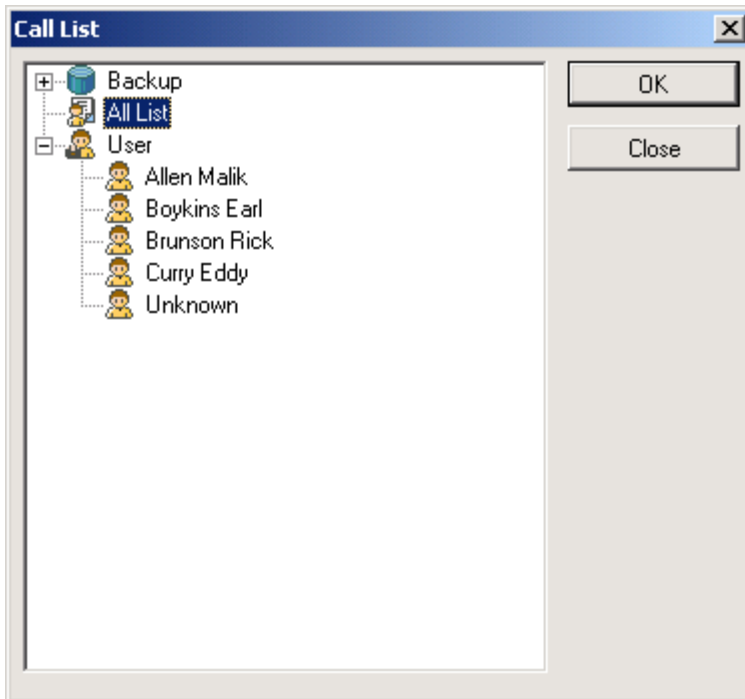 Call List
Backup
All List
User
Allen Malik
Boykins Earl
Brunson Rick
Curry Eddy
Unknown
OK
Close